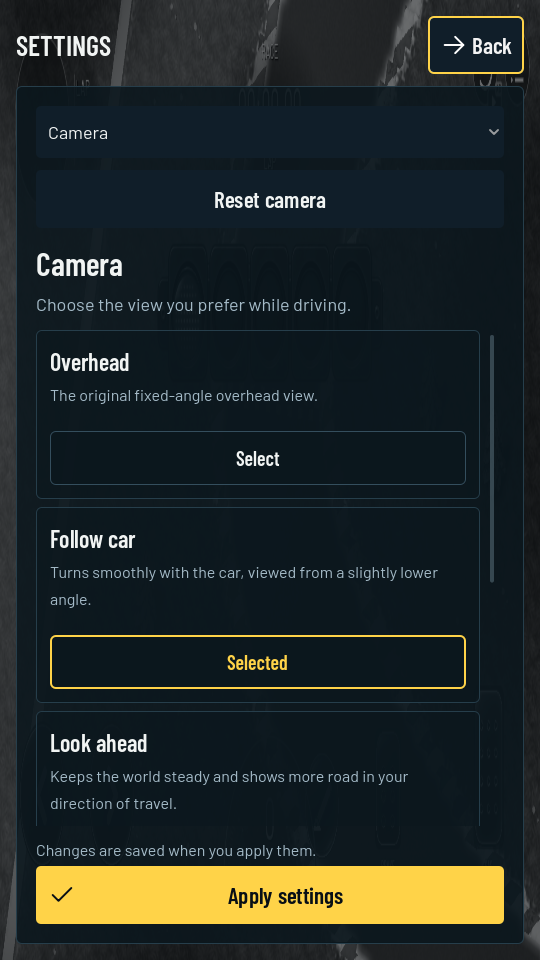 SETTINGS
Back
Camera
Reset camera
Camera
Choose the view you prefer while driving.
Overhead
The original fixed-angle overhead view.
Select
Follow car
Turns smoothly with the car, viewed from a slightly lower
angle.
Selected
Look ahead
Keeps the world steady and shows more road in your
direction of travel.
Changes are saved when you apply them.
Apply settings